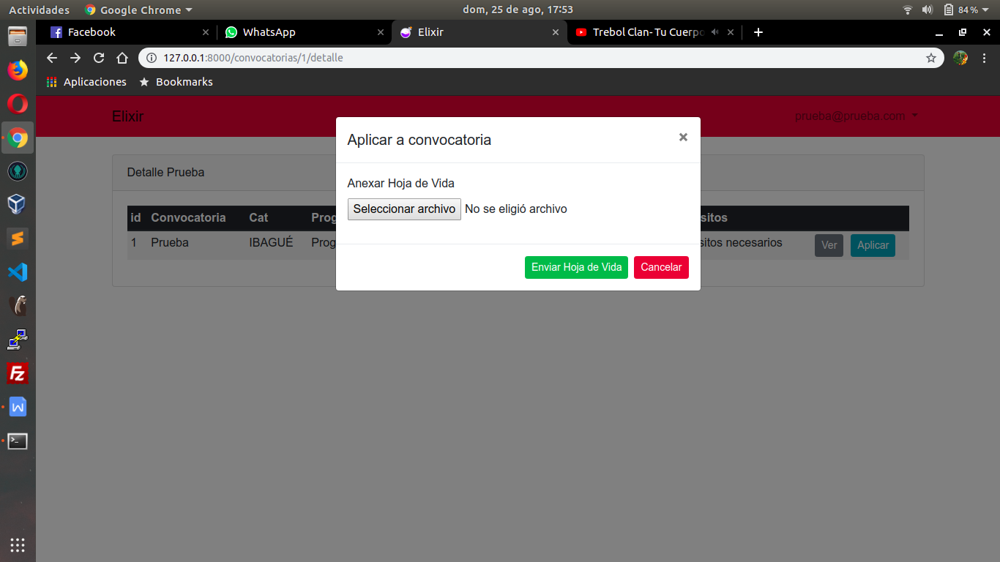 Actividades Google Chrome dom, 25 de ago, 17:53 84%
Facebook WhatsApp Elixir Trebol Clan- Tu Cuerpo
127.0.0.1:8000/convocatorias/1/detalle
Aplicaciones Bookmarks
Elixir prueba@prueba.com
Aplicar a convocatoria ×
Detalle Prueba
Anexar Hoja de Vida
Seleccionar archivo No se eligió archivo
id Convocatoria Cat Prog sitos
1 Prueba IBAGUÉ Prog sitos necesarios Ver Aplicar
Enviar Hoja de Vida Cancelar